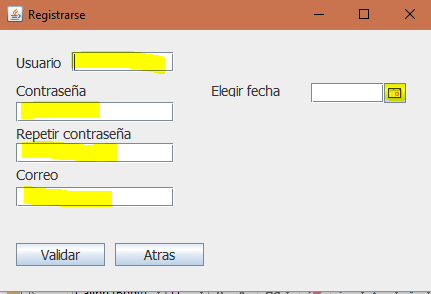 Registrarse
Usuario
Contraseña
Elegir fecha
Repetir contraseña
Correo
Validar
Atras